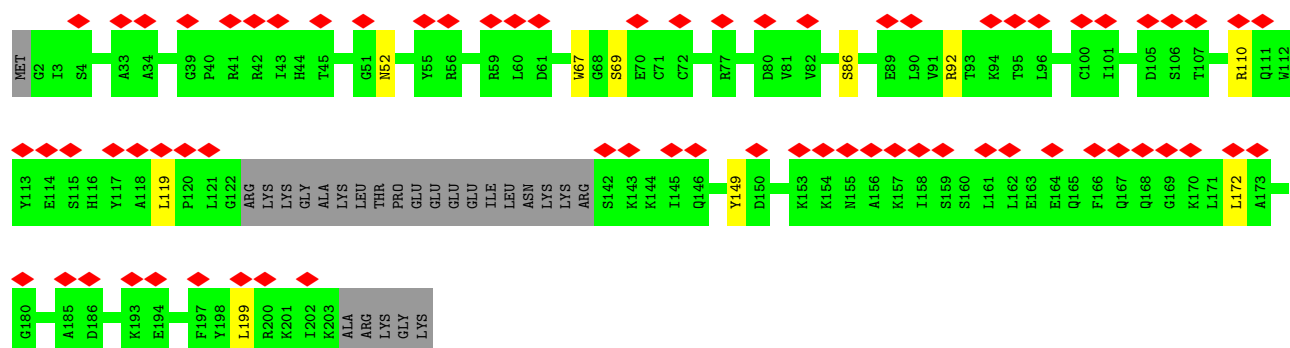 MET G2 I3 S4 A33 A34 G39 P40 R41 R42 I43 H44 T45 G51 N52 Y55 R56 R59 L60 D61 W67 G68 S69 E70 C71 C72 R77 D80 V81 V82 S86 E89 L90 V91 R92 T93 K94 T95 L96 C100 I101 D105 S106 T107 R110 Q111 W112
Y113 E114 S115 H116 Y117 A118 L119 P120 L121 G122 ARG LYS LYS GLY ALA LYS LEU THR PRO GLU GLU GLU GLU ILE LEU ASN LYS LYS ARG S142 K143 K144 I145 Q146 Y149 D150 K153 K154 N155 A156 K157 I158 S159 S160 L161 L162 E163 E164 Q165 F166 Q167 Q168 G169 K170 L171 L172 A173
G180 A185 D186 K193 E194 F197 Y198 L199 R200 K201 I202 K203 ALA ARG LYS GLY LYS